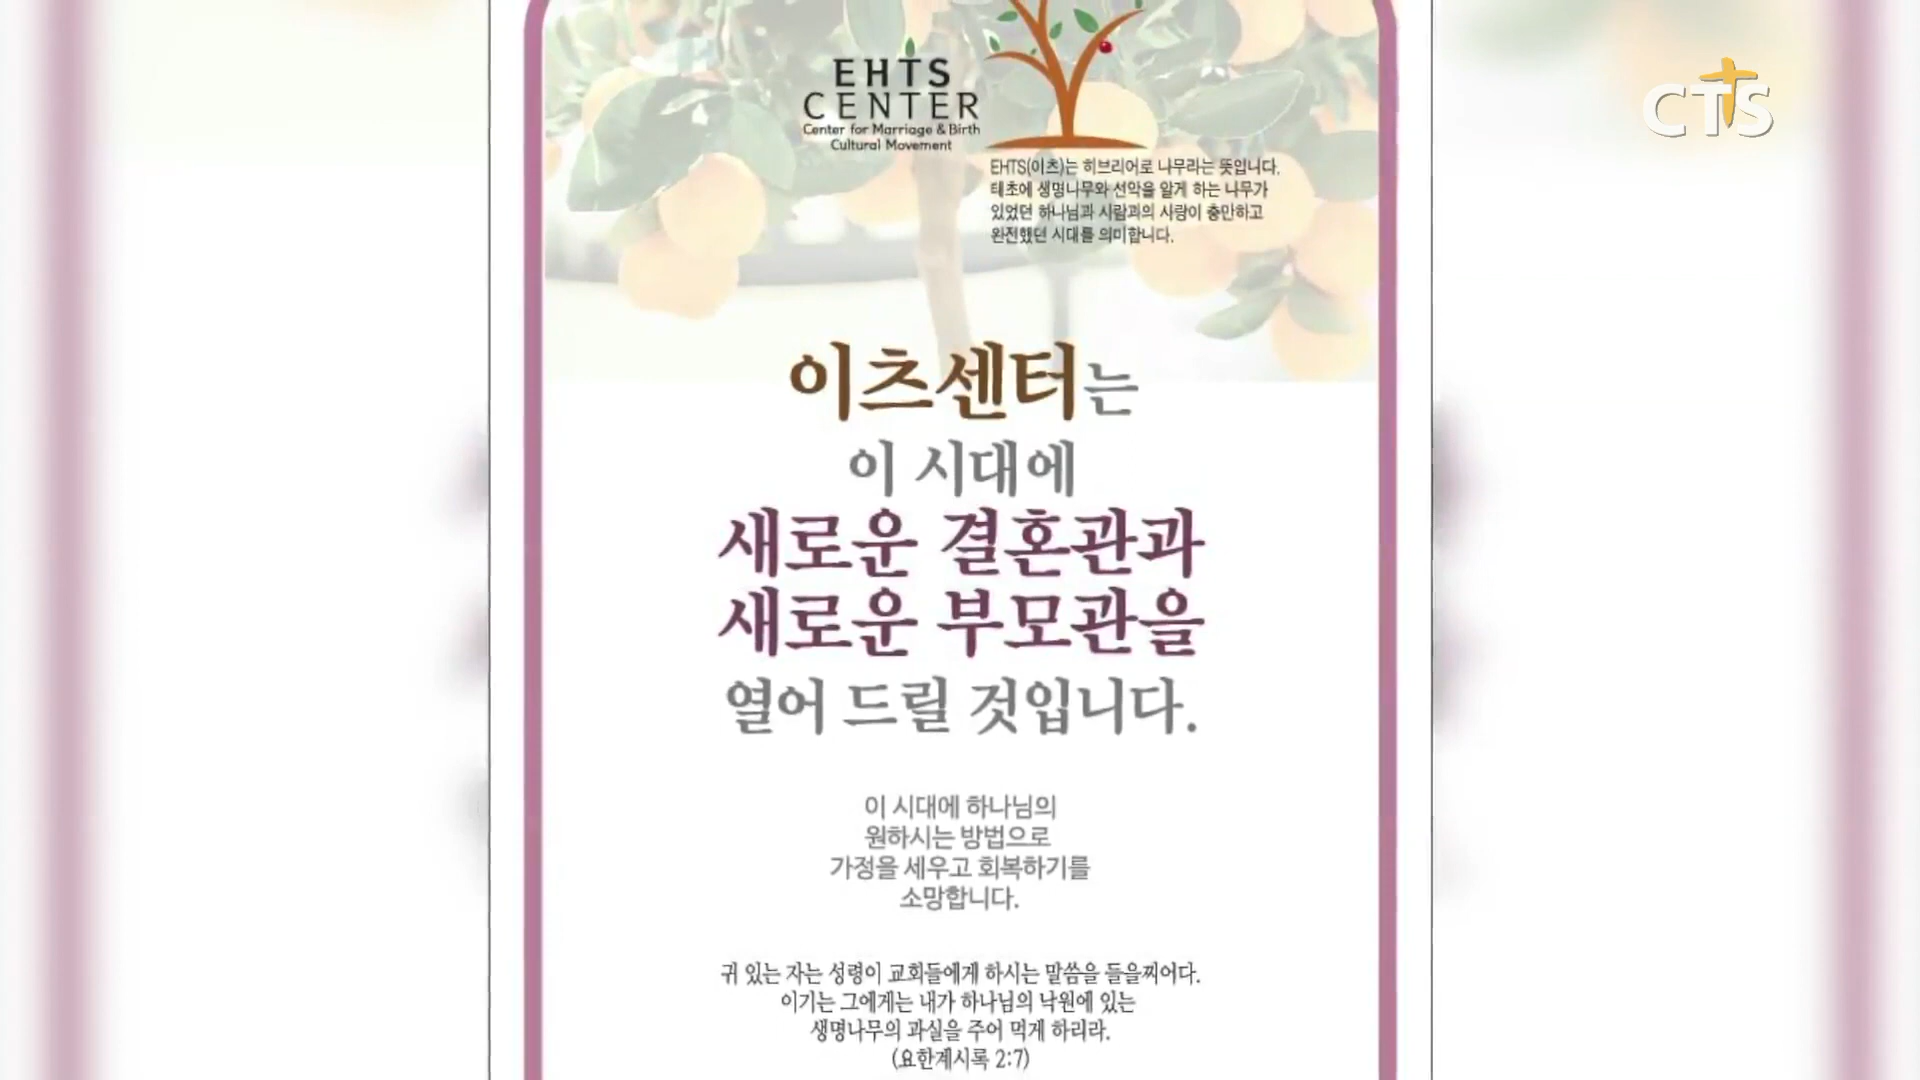 EHTS
CENTER
Center for Marriage & Birth
Cultural Movement
CTS
EHTS(이츠)는 히브리어로 나무라는 뜻입니다.
태초에 생명나무와 선악을 알게 하는 나무가
있었던 하나님과 사람과의 사랑이 충만하고
완전했던 시대를 의미합니다.
이츠센터는
이 시대에
새로운 결혼관과
새로운 부모관을
열어 드릴 것입니다.
이 시대에 하나님의
원하시는 방법으로
가정을 세우고 회복하기를
소망합니다.
귀 있는 자는 성령이 교회들에게 하시는 말씀을 들을찌어다.
이기는 그에게는 내가 하나님의 낙원에 있는
생명나무의 과실을 주어 먹게 하리라.
(요한계시록 2:7)